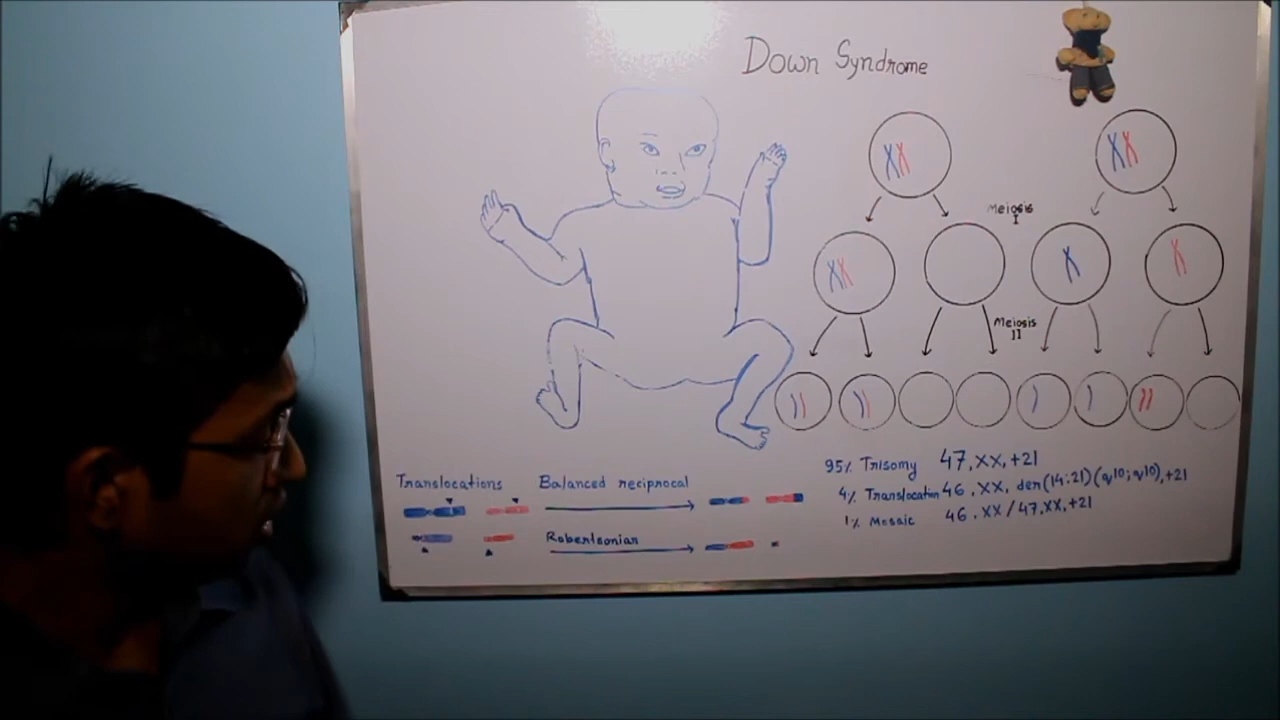 Down Syndrome
Meiosis
I
Meiosis
II
Translocations
Balanced reciprocal
Robertsonian
95% Trisomy 47,XX,+21
4% Translocation 46,XX, der(14:21)(q10;q10),+21
1% Mosaic 46,XX/47,XX,+21